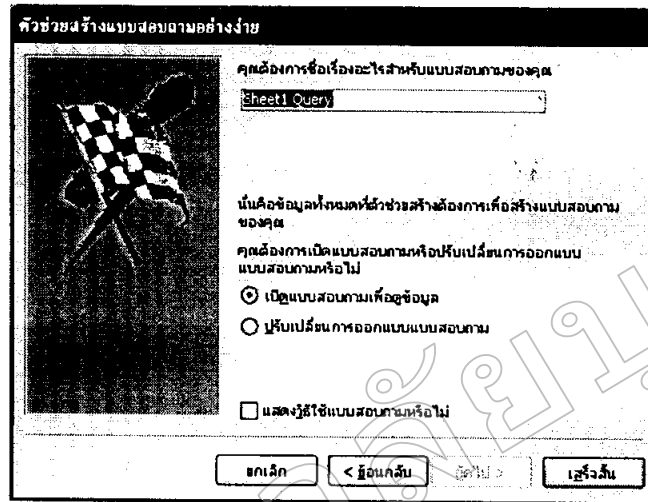 ตัวช่วยสร้างแบบสอบถามอย่างง่าย
คุณต้องการชื่อเรื่องอะไรสำหรับแบบสอบถามของคุณ
Sheet1 Query
นั่นคือข้อมูลทั้งหมดที่ตัวช่วยสร้างต้องการเพื่อสร้างแบบสอบถาม
ของคุณ
คุณต้องการเปิดแบบสอบถามหรือปรับเปลี่ยนการออกแบบ
แบบสอบถามหรือไม่
เปิดแบบสอบถามเพื่อดูข้อมูล
ปรับเปลี่ยนการออกแบบแบบสอบถาม
แสดงวิธีใช้แบบสอบถามหรือไม่
ยกเลิก
< ย้อนกลับ
ถัดไป >
เสร็จสิ้น